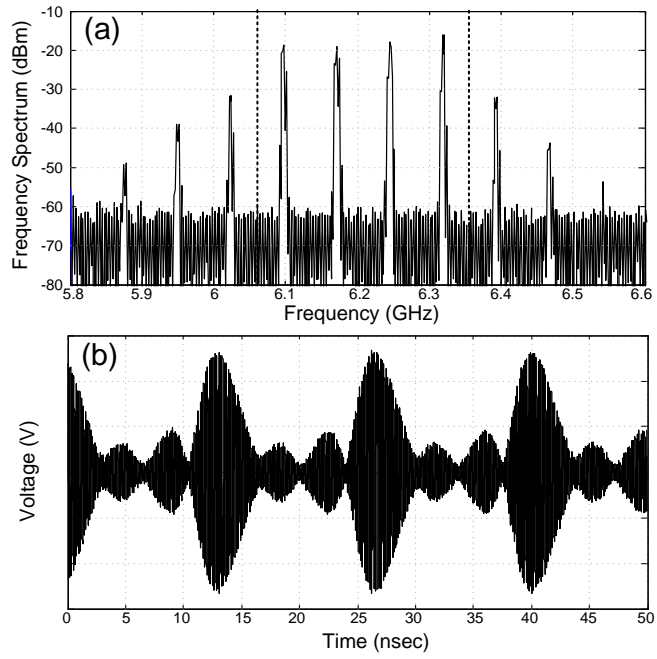 (a)
Frequency Spectrum (dBm)
-10
-20
-30
-40
-50
-60
-70
-80
5.8 5.9 6 6.1 6.2 6.3 6.4 6.5 6.6
Frequency (GHz)
(b)
Voltage (V)
0 5 10 15 20 25 30 35 40 45 50
Time (nsec)